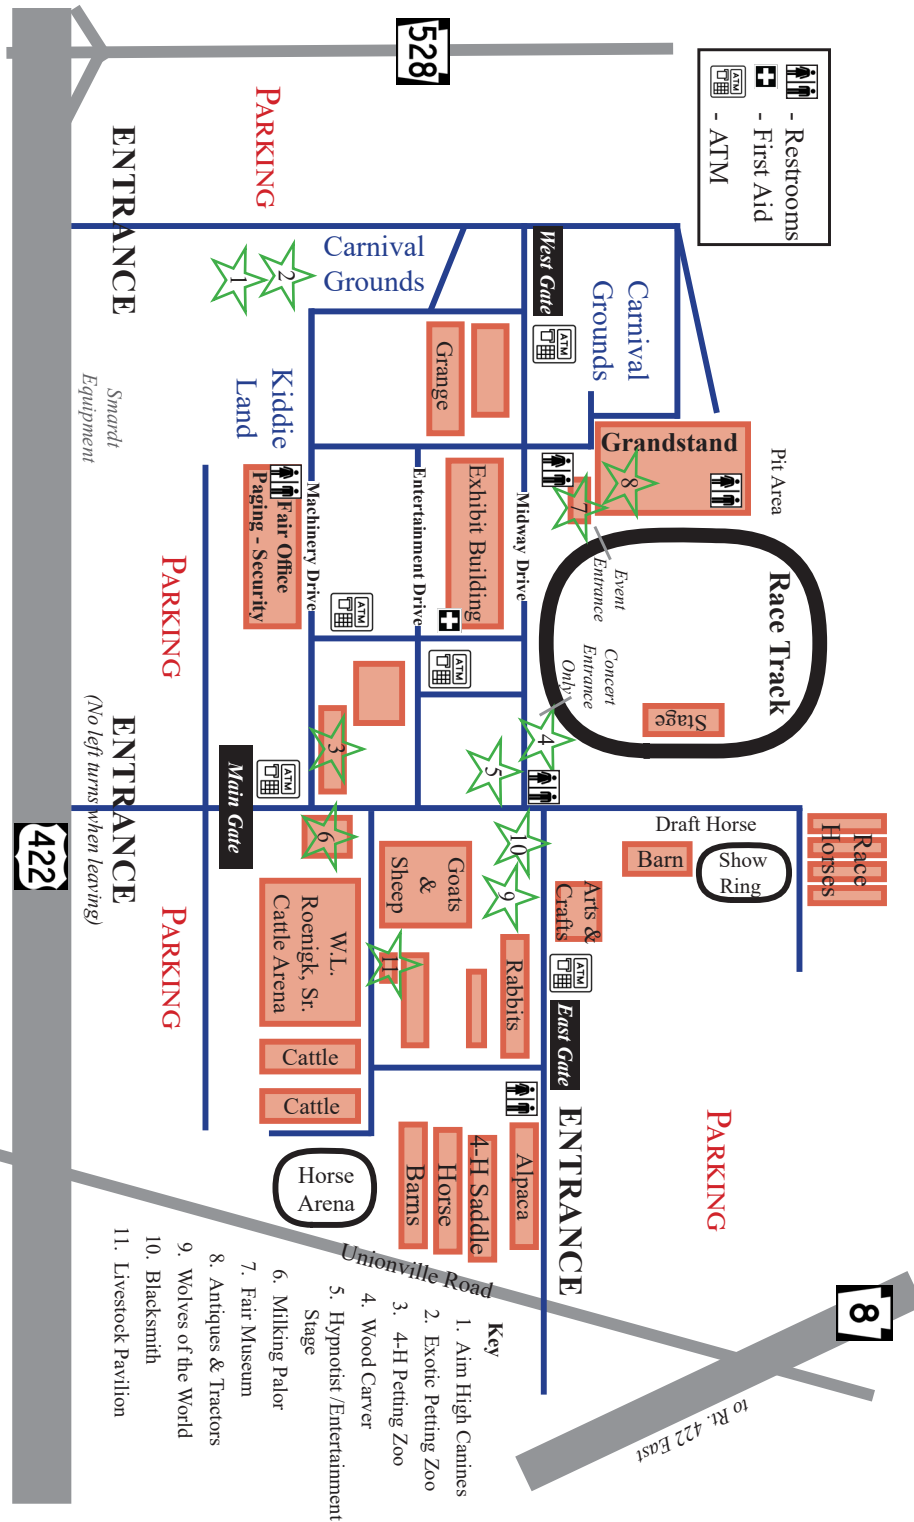 528
- Restrooms
- First Aid
- ATM
PARKING
ENTRANCE
Carnival
Grounds
1
2
West Gate
ATM
Carnival
Grounds
Smardt
Equipment
Kiddie
Land
Grange
Grandstand
8
7
Pit Area
Event
Entrance
Race Track
Concert
Entrance
Only
Stage
Exhibit Building
Midway Drive
Entertainment Drive
Machinery Drive
Fair Office
Paging - Security
ATM
ATM
PARKING
ENTRANCE
(No left turns when leaving)
422
Main Gate
ATM
3
4
5
6
10
9
11
Draft Horse
Barn
Show
Ring
Race
Horses
Arts &
Crafts
ATM
East Gate
Goats
&
Sheep
Rabbits
W.L.
Roenigk, Sr.
Cattle Arena
Cattle
Cattle
PARKING
PARKING
ENTRANCE
Alpaca
4-H Saddle
Horse
Barns
Horse
Arena
Unionville Road
8
to Rt. 422 East
Key
1. Aim High Canines
2. Exotic Petting Zoo
3. 4-H Petting Zoo
4. Wood Carver
5. Hypnotist /Entertainment
Stage
6. Milking Palor
7. Fair Museum
8. Antiques & Tractors
9. Wolves of the World
10. Blacksmith
11. Livestock Pavilion